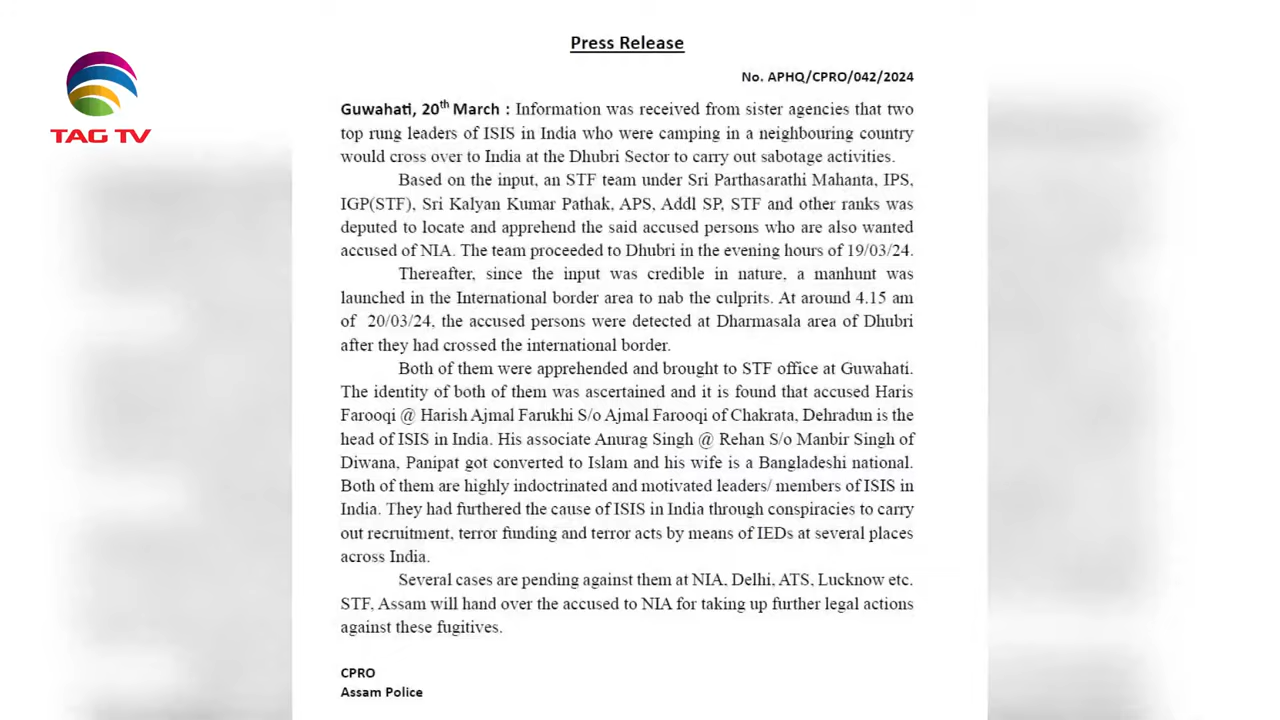 TAG TV
Press Release
No. APHQ/CPRO/042/2024
Guwahati, 20th March : Information was received from sister agencies that two
top rung leaders of ISIS in India who were camping in a neighbouring country
would cross over to India at the Dhubri Sector to carry out sabotage activities.
Based on the input, an STF team under Sri Parthasarathi Mahanta, IPS,
IGP(STF), Sri Kalyan Kumar Pathak, APS, Addl SP, STF and other ranks was
deputed to locate and apprehend the said accused persons who are also wanted
accused of NIA. The team proceeded to Dhubri in the evening hours of 19/03/24.
Thereafter, since the input was credible in nature, a manhunt was
launched in the International border area to nab the culprits. At around 4.15 am
of 20/03/24, the accused persons were detected at Dharmasala area of Dhubri
after they had crossed the international border.
Both of them were apprehended and brought to STF office at Guwahati.
The identity of both of them was ascertained and it is found that accused Haris
Farooqi @ Harish Ajmal Farukhi S/o Ajmal Farooqi of Chakrata, Dehradun is the
head of ISIS in India. His associate Anurag Singh @ Rehan S/o Manbir Singh of
Diwana, Panipat got converted to Islam and his wife is a Bangladeshi national.
Both of them are highly indoctrinated and motivated leaders/ members of ISIS in
India. They had furthered the cause of ISIS in India through conspiracies to carry
out recruitment, terror funding and terror acts by means of IEDs at several places
across India.
Several cases are pending against them at NIA, Delhi, ATS, Lucknow etc.
STF, Assam will hand over the accused to NIA for taking up further legal actions
against these fugitives.
CPRO
Assam Police